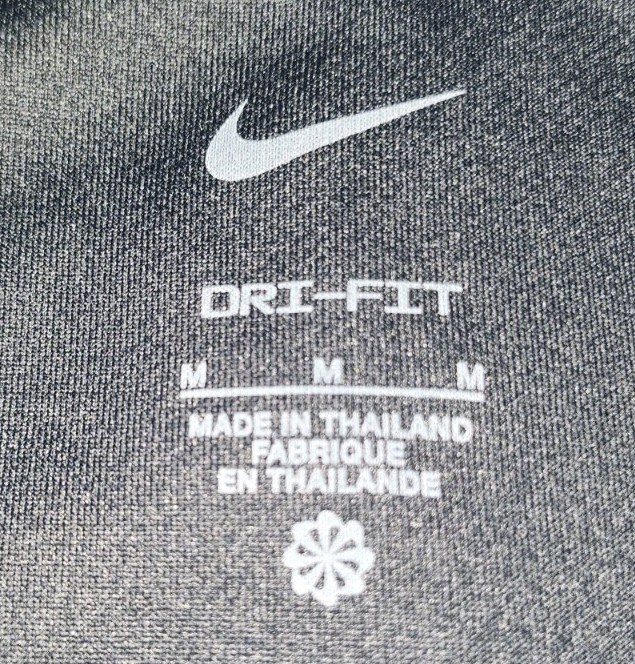 DRI-FIT
M M M
MADE IN THAILAND
FABRIQUE
EN THAILANDE